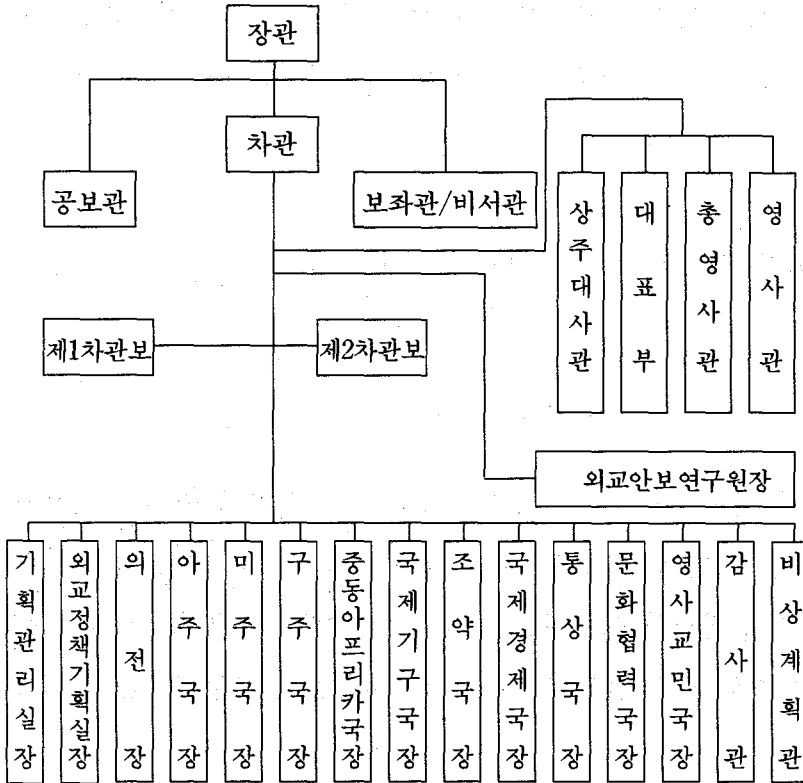 장관
차관
공보관
보좌관/비서관
상주대사관
대표부
총영사관
영사관
제1차관보
제2차관보
외교안보연구원장
기획관리실장
외교정책기획실장
의전장
아주국장
미주국장
구주국장
중동아프리카국장
국제기구국장
조약국장
국제경제국장
통상국장
문화협력국장
영사교민국장
감사관
비상계획관